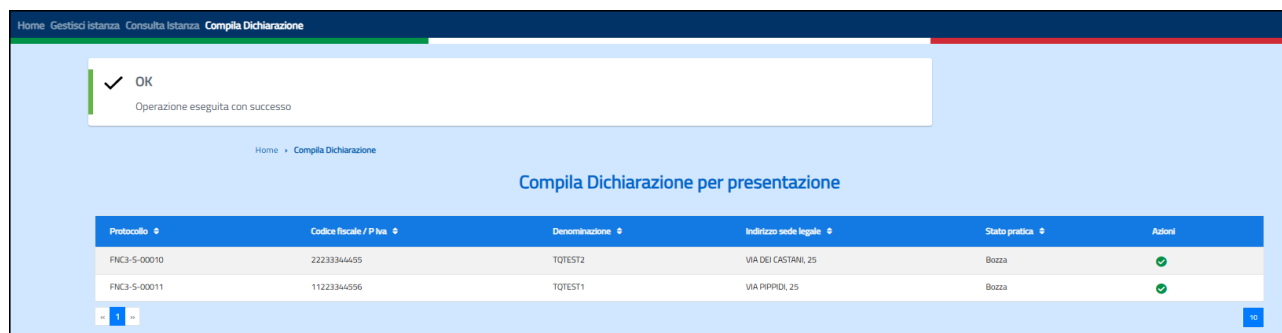 Home Gestisci istanza Consulta Istanza Compila Dichiarazione
OK
Operazione eseguita con successo
Home › Compila Dichiarazione
Compila Dichiarazione per presentazione
Protocollo Codice fiscale / P Iva Denominazione Indirizzo sede legale Stato pratica Azioni
FNC3-S-00010 22233344455 TQTEST2 VIA DEI CASTANI, 25 Bozza
FNC3-S-00011 11223344556 TQTEST1 VIA PIPPIDI, 25 Bozza
« 1 » 10